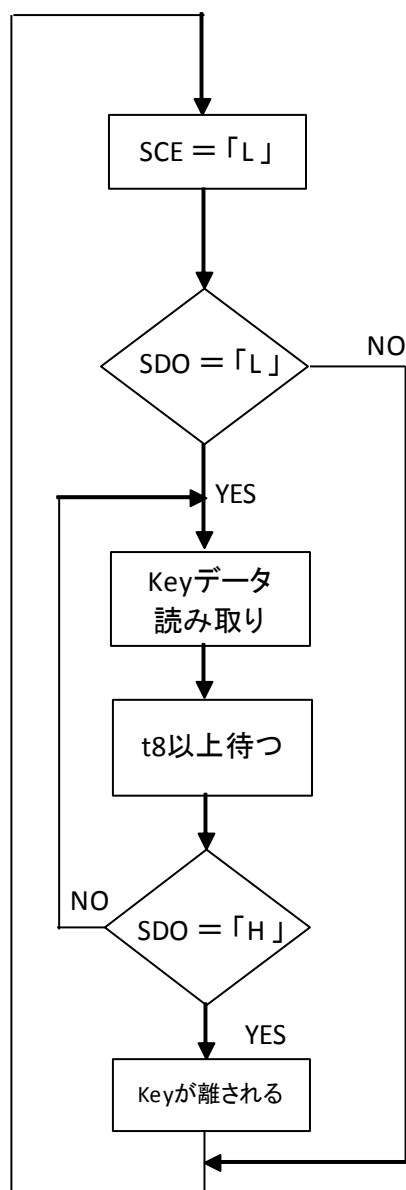 SCE ＝「L」
SDO ＝「L」
NO
YES
Keyデータ
読み取り
t8以上待つ
NO
SDO ＝「H」
YES
Keyが離される